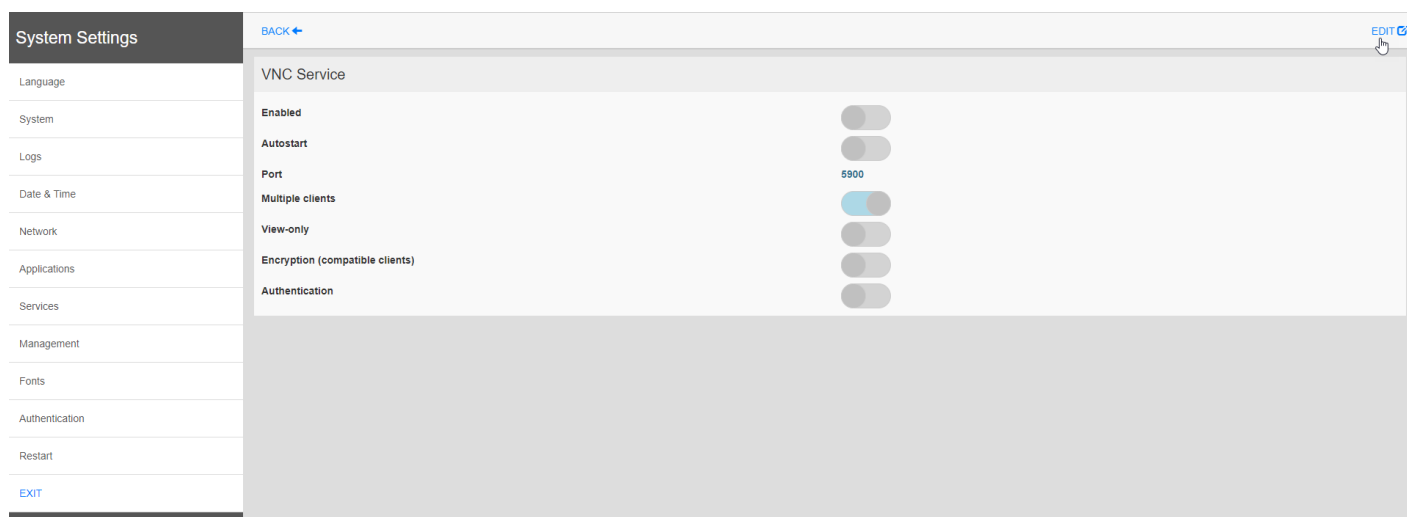 System Settings
BACK
EDIT
Language
System
Logs
Date & Time
Network
Applications
Services
Management
Fonts
Authentication
Restart
EXIT
VNC Service
Enabled
Autostart
Port 5900
Multiple clients
View-only
Encryption (compatible clients)
Authentication